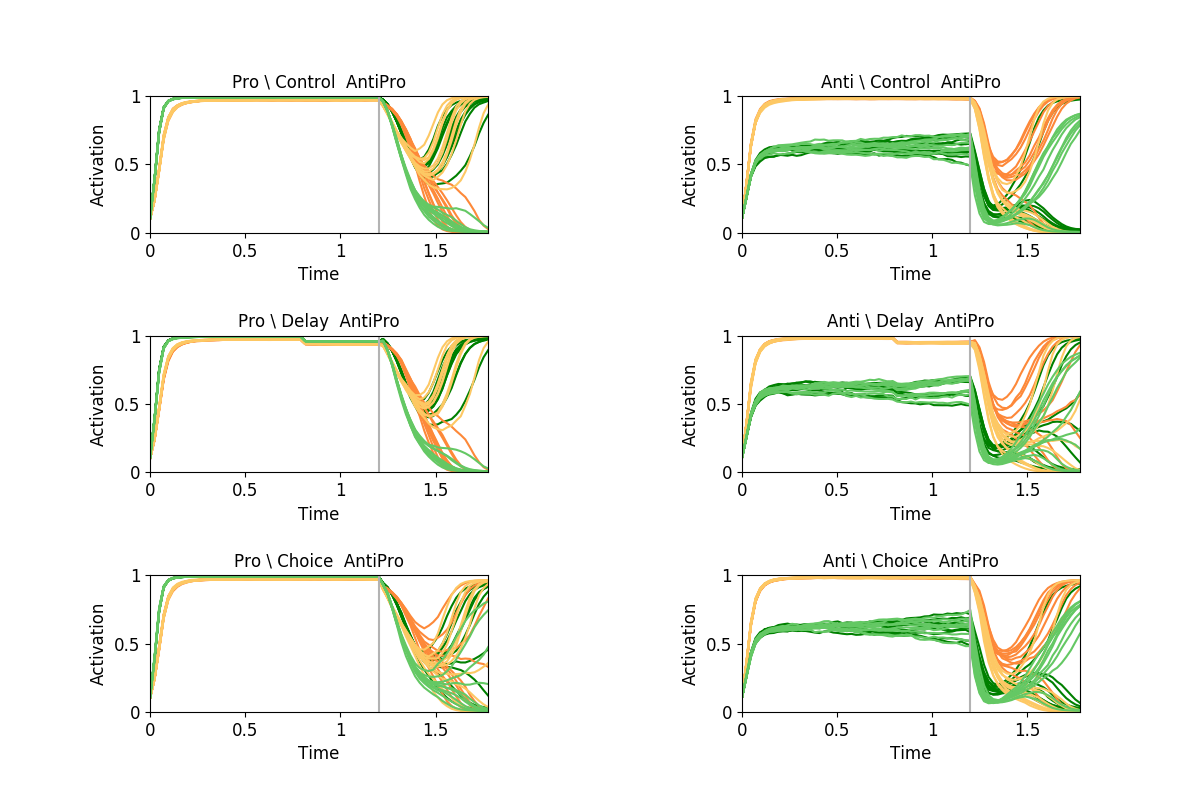 Pro \ Control  AntiPro
1
0.5
0
Activation
0 0.5 1 1.5
Time
Anti \ Control  AntiPro
1
0.5
0
Activation
0 0.5 1 1.5
Time
Pro \ Delay  AntiPro
1
0.5
0
Activation
0 0.5 1 1.5
Time
Anti \ Delay  AntiPro
1
0.5
0
Activation
0 0.5 1 1.5
Time
Pro \ Choice  AntiPro
1
0.5
0
Activation
0 0.5 1 1.5
Time
Anti \ Choice  AntiPro
1
0.5
0
Activation
0 0.5 1 1.5
Time